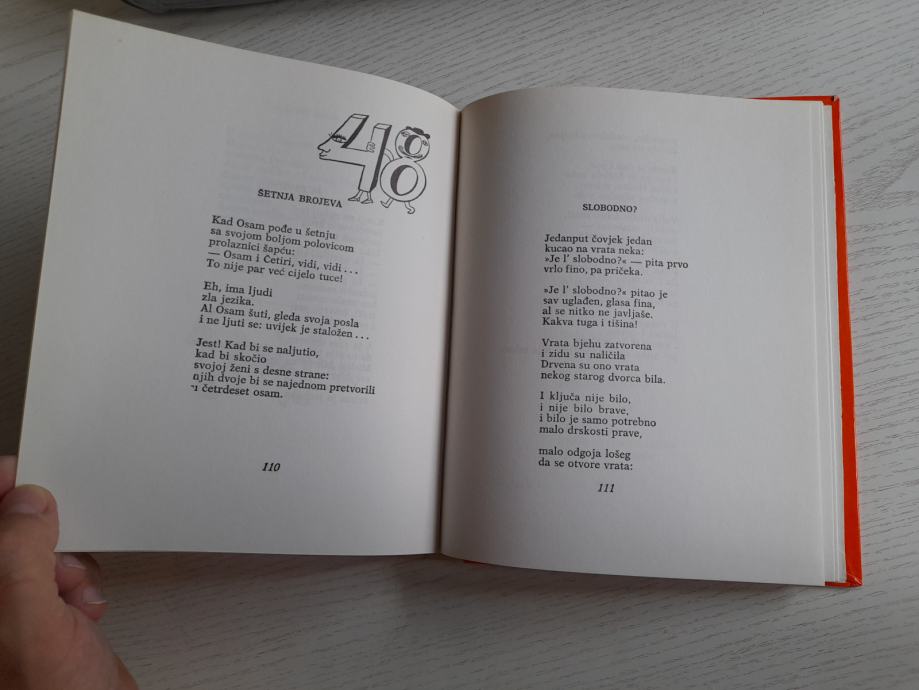 48
ŠETNJA BROJEVA
Kad Osam pođe u šetnju
sa svojom boljom polovicom
prolaznici šapću:
— Osam i Četiri, vidi, vidi . . .
To nije par već cijelo tuce!
Eh, ima ljudi
zla jezika.
Al Osam šuti, gleda svoja posla
i ne ljuti se: uvijek je staložen . . .
Jest! Kad bi se naljutio,
kad bi skočio
svojoj ženi s desne strane:
njih dvoje bi se najednom pretvorili
u četrdeset osam.
110
SLOBODNO?
Jedanput čovjek jedan
kucao na vrata neka:
»Je l' slobodno?« — pita prvo
vrlo fino, pa pričeka.
»Je l' slobodno?« pitao je
sav uglađen, glasa fina,
al se nitko ne javljaše.
Kakva tuga i tišina!
Vrata bjehu zatvorena
i zidu su naličila
Drvena su ono vrata
nekog starog dvorca bila.
I ključa nije bilo,
i nije bilo brave,
i bilo je samo potrebno
malo drskosti prave,
malo odgoja lošeg
da se otvore vrata:
111